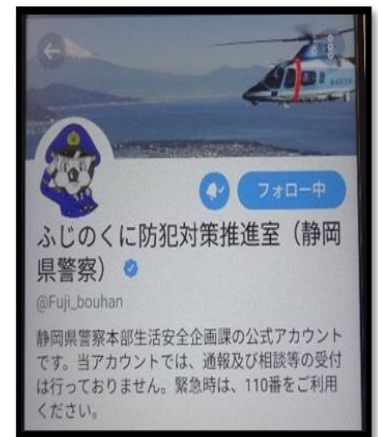 フォロー中
ふじのくに防犯対策推進室（静岡
県警察）
@Fuji_bouhan
静岡県警察本部生活安全企画課の公式アカウント
です。当アカウントでは、通報及び相談等の受付
は行っておりません。緊急時は、110番をご利用
ください。